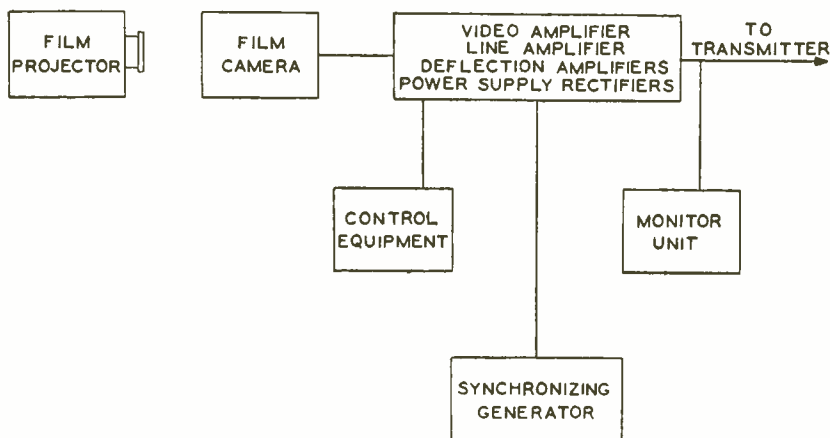 FILM
PROJECTOR
FILM
CAMERA
VIDEO AMPLIFIER
LINE AMPLIFIER
DEFLECTION AMPLIFIERS
POWER SUPPLY RECTIFIERS
TO
TRANSMITTER
CONTROL
EQUIPMENT
MONITOR
UNIT
SYNCHRONIZING
GENERATOR